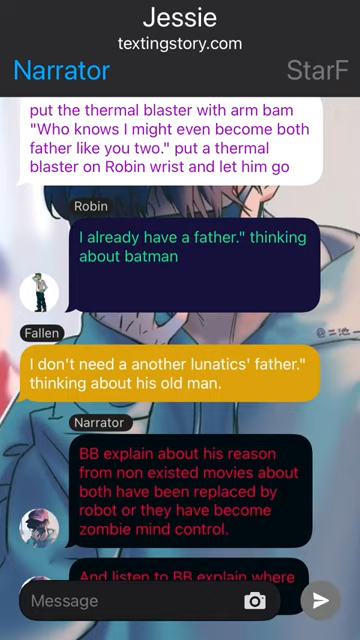 Jessie
textingstory.com
Narrator
StarF
put the thermal blaster with arm bam
"Who knows I might even become both
father like you two." put a thermal
blaster on Robin wrist and let him go
Robin
I already have a father." thinking
about batman
Fallen
I don't need a another lunatics' father."
thinking about his old man.
Narrator
BB explain about his reason
from non existed movies about
both have been replaced by
robot or they have become
zombie mind control.
And listen to BB explain where
Message